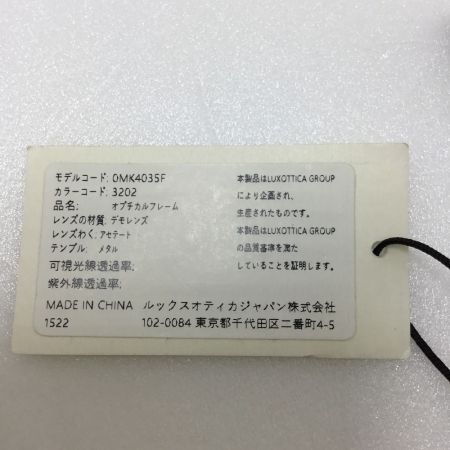 モデルコード: 0MK4035F
カラーコード: 3202
品名: オプチカルフレーム
レンズの材質: デモレンズ
レンズわく: アセテート
テンプル: メタル
可視光線透過率:
紫外線透過率:
本製品はLUXOTTICA GROUP
により企画され、
生産されたものです。
本製品はLUXOTTICA GROUP
の品質基準を満た
していることを証明します。
MADE IN CHINA ルックスオティカジャパン株式会社
1522 102-0084 東京都千代田区二番町4-5